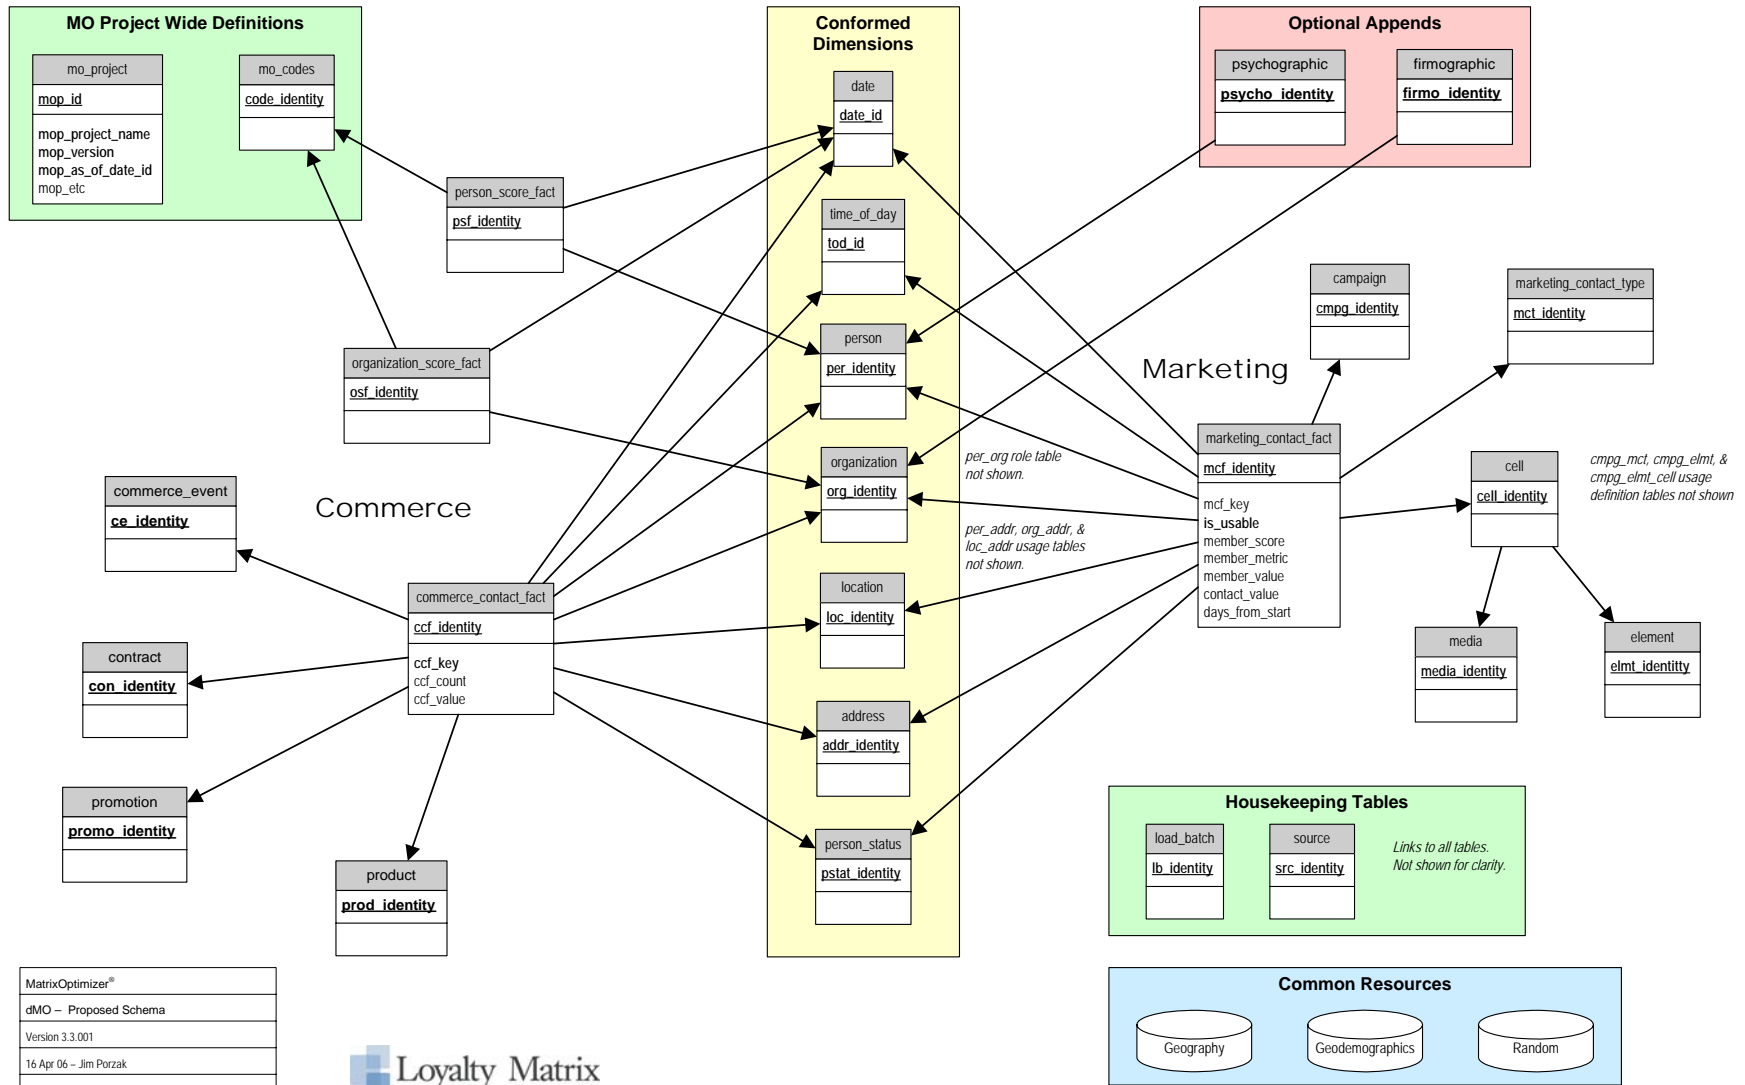 MO Project Wide Definitions
mo_project
mop_id
mop_project_name
mop_version
mop_as_of_date_id
mop_etc
mo_codes
code_identity
person_score_fact
psf_identity
organization_score_fact
osf_identity
Conformed
Dimensions
date
date_id
time_of_day
tod_id
person
per_identity
organization
org_identity
location
loc_identity
address
addr_identity
person_status
pstat_identity
Optional Appends
psychographic
psycho_identity
firmographic
firmo_identity
campaign
cmpg_identity
marketing_contact_type
mct_identity
Marketing
marketing_contact_fact
mcf_identity
mcf_key
is_usable
member_score
member_metric
member_value
contact_value
days_from_start
per_org role table
not shown.
per_addr, org_addr, &
loc_addr usage tables
not shown.
cell
cell_identity
cmpg_mct, cmpg_elmt, &
cmpg_elmt_cell usage
definition tables not shown
media
media_identity
element
elmt_identitty
Commerce
commerce_event
ce_identity
commerce_contact_fact
ccf_identity
ccf_key
ccf_count
ccf_value
contract
con_identity
promotion
promo_identity
product
prod_identity
Housekeeping Tables
load_batch
lb_identity
source
src_identity
Links to all tables.
Not shown for clarity.
Common Resources
Geography
Geodemographics
Random
MatrixOptimizer®
dMO – Proposed Schema
Version 3.3.001
16 Apr 06 – Jim Porzak
Loyalty Matrix